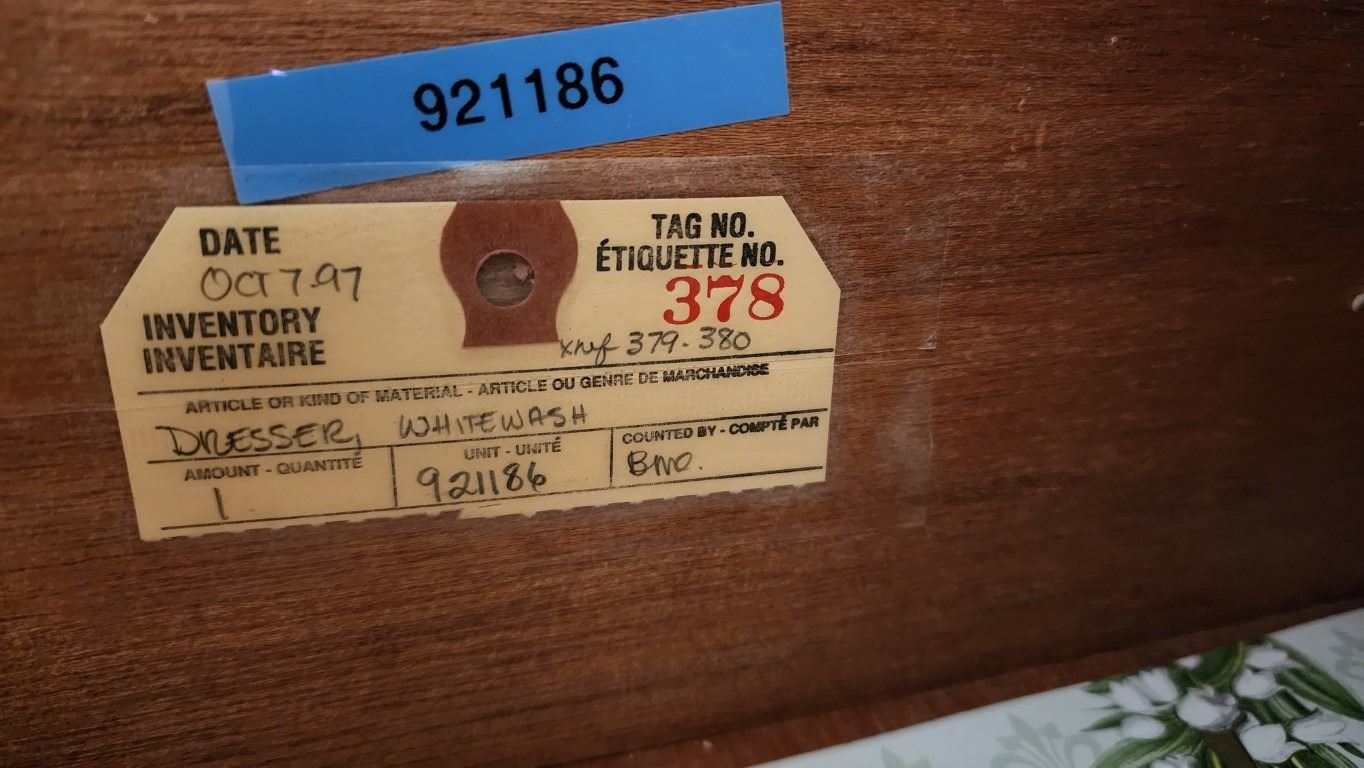 921186
DATE
OCT 7.97
TAG NO.
ÉTIQUETTE NO.
378
INVENTORY
INVENTAIRE
xref 379-380
ARTICLE OR KIND OF MATERIAL - ARTICLE OU GENRE DE MARCHANDISE
DRESSER, WHITEWASH
AMOUNT - QUANTITÉ
1
UNIT - UNITÉ
921186
COUNTED BY - COMPTÉ PAR